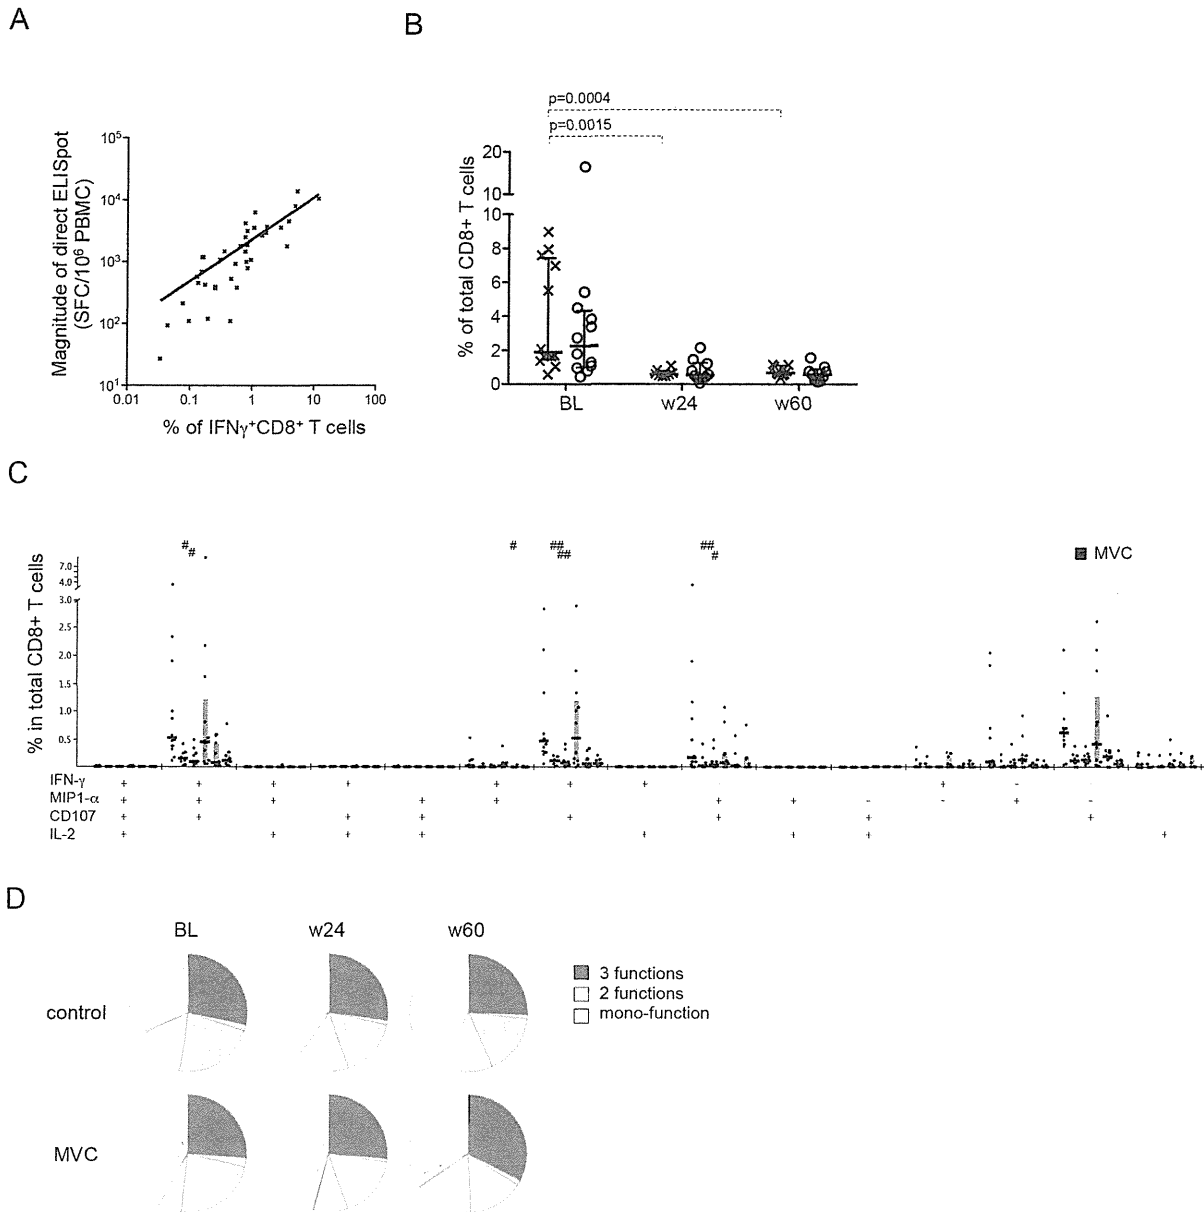 A
B
Magnitude of direct ELISpot
(SFC/10⁶ PBMC)
10⁵
10⁴
10³
10²
10¹
0.01 0.1 1 10 100
% of IFNγ⁺CD8⁺ T cells
p=0.0004
p=0.0015
% of total CD8+ T cells
20
10
10
8
6
4
2
0
BL w24 w60
C
% in total CD8+ T cells
7.0
4.0
3.0
2.5
2.0
1.5
1.0
0.5
# # # ## ## ## #
MVC
IFN-γ + + + + + + + + -
MIP1-α + + + + + + + - + -
CD107 + + + + + + + +
IL-2 + + + + + + + +
D
BL w24 w60
control
MVC
3 functions
2 functions
mono-function